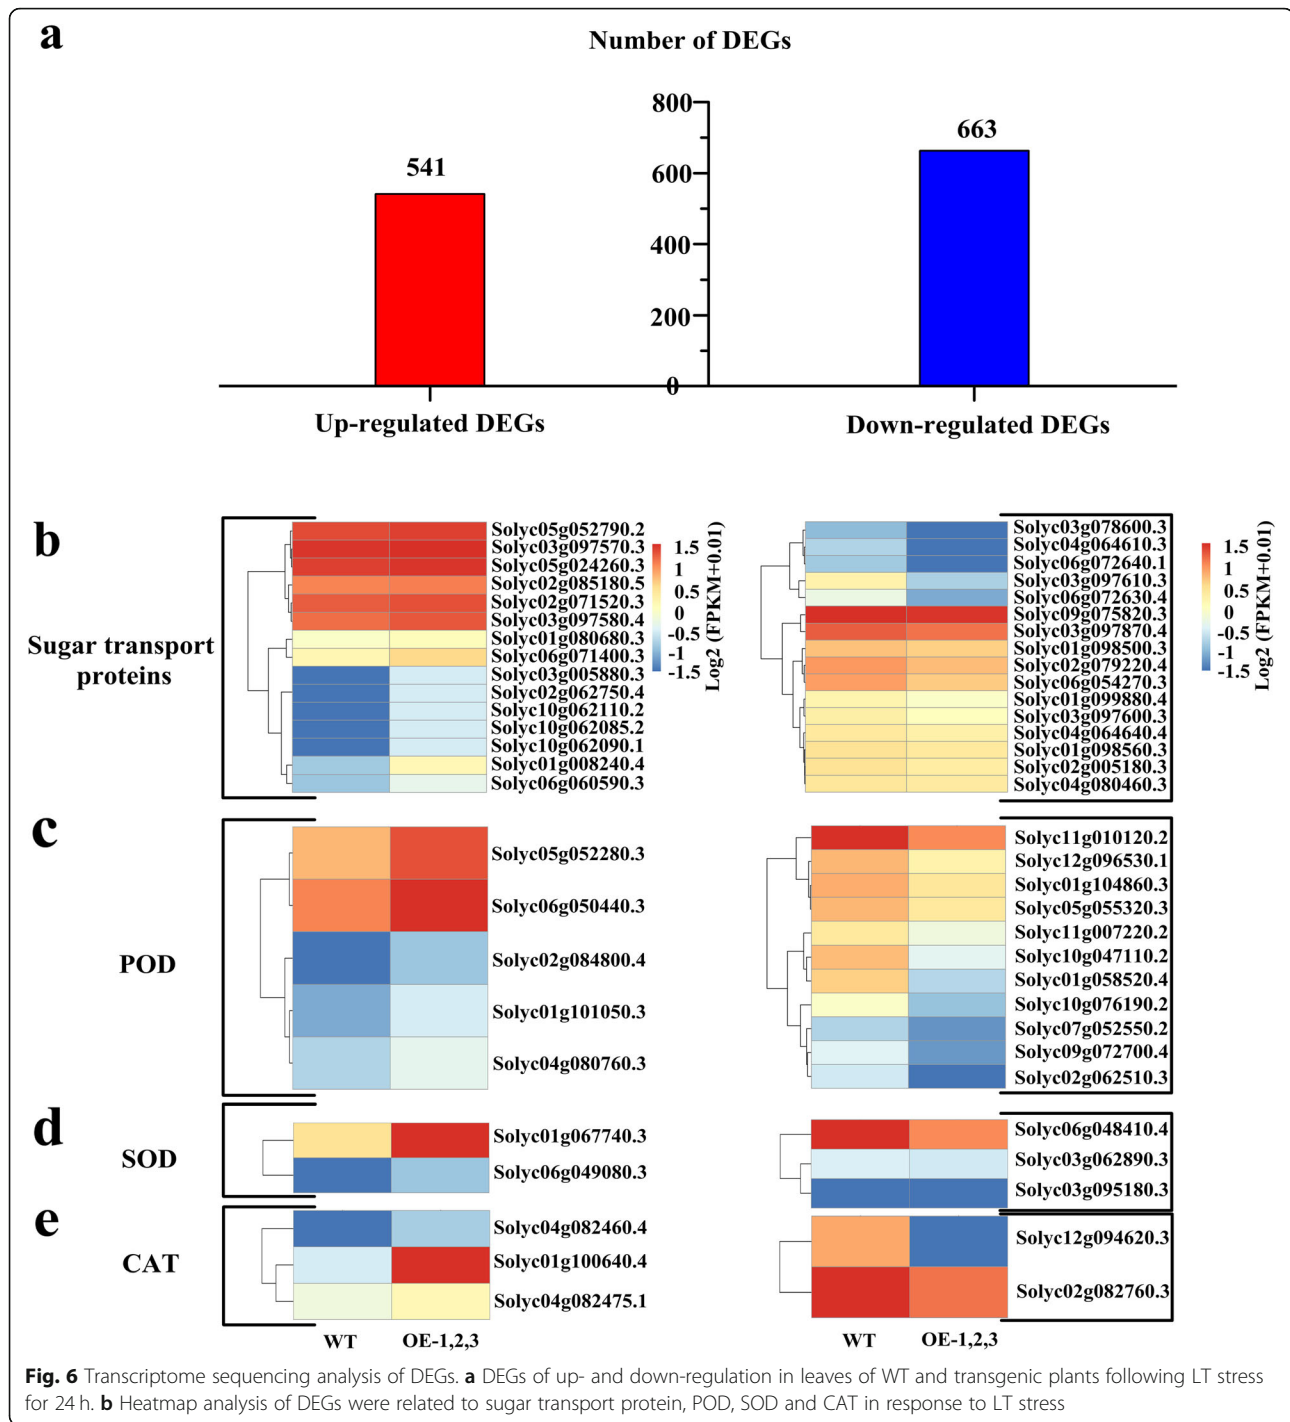 a
Number of DEGs
800
600
400
200
0
541
663
Up-regulated DEGs
Down-regulated DEGs
b
Sugar transport
proteins
Solyc05g052790.2
Solyc03g097570.3
Solyc05g024260.3
Solyc02g085180.5
Solyc02g071520.3
Solyc03g097580.4
Solyc01g080680.3
Solyc06g071400.3
Solyc03g005880.3
Solyc02g062750.4
Solyc10g062110.2
Solyc10g062085.2
Solyc10g062090.1
Solyc01g008240.4
Solyc06g060590.3
1.5
1
0.5
0
-0.5
-1
-1.5
Log2 (FPKM+0.01)
Solyc03g078600.3
Solyc04g064610.3
Solyc06g072640.1
Solyc03g097610.3
Solyc06g072630.4
Solyc09g075820.3
Solyc03g097870.4
Solyc01g098500.3
Solyc02g079220.4
Solyc06g054270.3
Solyc01g099880.4
Solyc03g097600.3
Solyc04g064640.4
Solyc01g098560.3
Solyc02g005180.3
Solyc04g080460.3
1.5
1
0.5
0
-0.5
-1
-1.5
Log2 (FPKM+0.01)
c
POD
Solyc05g052280.3
Solyc06g050440.3
Solyc02g084800.4
Solyc01g101050.3
Solyc04g080760.3
Solyc11g010120.2
Solyc12g096530.1
Solyc01g104860.3
Solyc05g055320.3
Solyc11g007220.2
Solyc10g047110.2
Solyc01g058520.4
Solyc10g076190.2
Solyc07g052550.2
Solyc09g072700.4
Solyc02g062510.3
d
SOD
Solyc01g067740.3
Solyc06g049080.3
Solyc06g048410.4
Solyc03g062890.3
Solyc03g095180.3
e
CAT
Solyc04g082460.4
Solyc01g100640.4
Solyc04g082475.1
Solyc12g094620.3
Solyc02g082760.3
WT OE-1,2,3
WT OE-1,2,3
Fig. 6 Transcriptome sequencing analysis of DEGs. a DEGs of up- and down-regulation in leaves of WT and transgenic plants following LT stress
for 24 h. b Heatmap analysis of DEGs were related to sugar transport protein, POD, SOD and CAT in response to LT stress